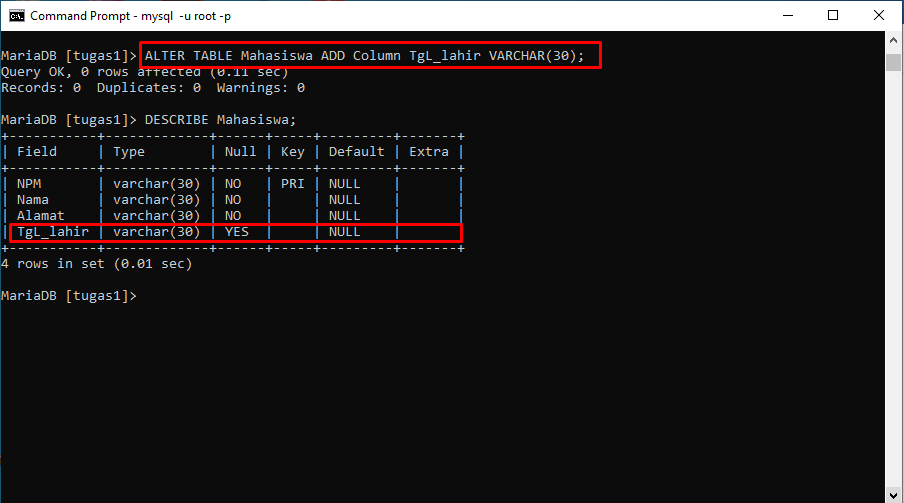 Command Prompt - mysql -u root -p
MariaDB [tugas1]> ALTER TABLE Mahasiswa ADD Column TgL_lahir VARCHAR(30);
Query OK, 0 rows affected (0.11 sec)
Records: 0  Duplicates: 0  Warnings: 0
MariaDB [tugas1]> DESCRIBE Mahasiswa;
+-----------+-------------+------+-----+---------+-------+
| Field     | Type        | Null | Key | Default | Extra |
+-----------+-------------+------+-----+---------+-------+
| NPM       | varchar(30) | NO   | PRI | NULL    |       |
| Nama      | varchar(30) | NO   |     | NULL    |       |
| Alamat    | varchar(30) | NO   |     | NULL    |       |
| TgL_lahir | varchar(30) | YES  |     | NULL    |       |
+-----------+-------------+------+-----+---------+-------+
4 rows in set (0.01 sec)
MariaDB [tugas1]>